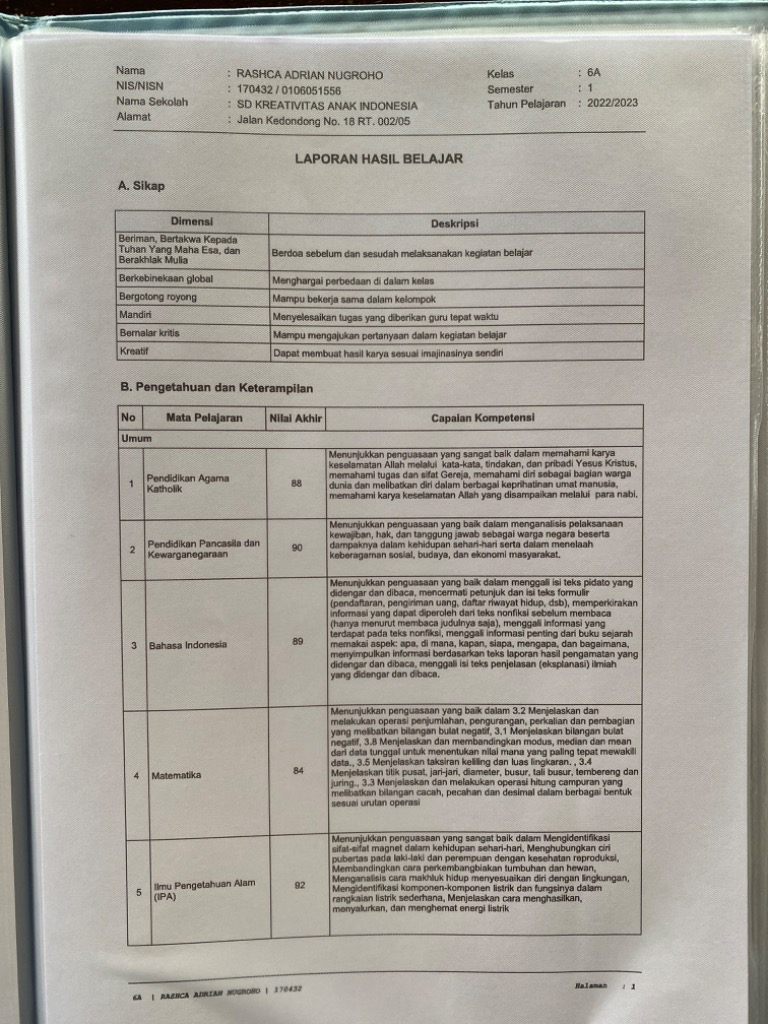 Nama : RASHCA ADRIAN NUGROHO Kelas : 6A
NIS/NISN : 170432 / 0106051556 Semester : 1
Nama Sekolah : SD KREATIVITAS ANAK INDONESIA Tahun Pelajaran : 2022/2023
Alamat : Jalan Kedondong No. 18 RT. 002/05
LAPORAN HASIL BELAJAR
A. Sikap
Dimensi Deskripsi
Beriman, Bertakwa Kepada
Tuhan Yang Maha Esa, dan
Berakhlak Mulia
Berdoa sebelum dan sesudah melaksanakan kegiatan belajar
Berkebinekaan global Menghargai perbedaan di dalam kelas
Bergotong royong Mampu bekerja sama dalam kelompok
Mandiri Menyelesaikan tugas yang diberikan guru tepat waktu
Bernalar kritis Mampu mengajukan pertanyaan dalam kegiatan belajar
Kreatif Dapat membuat hasil karya sesuai imajinasinya sendiri
B. Pengetahuan dan Keterampilan
No Mata Pelajaran Nilai Akhir Capaian Kompetensi
Umum
1 Pendidikan Agama
Katholik
88
Menunjukkan penguasaan yang sangat baik dalam memahami karya
keselamatan Allah melalui kata-kata, tindakan, dan pribadi Yesus Kristus,
memahami tugas dan sifat Gereja, memahami diri sebagai bagian warga
dunia dan melibatkan diri dalam berbagai keprihatinan umat manusia,
memahami karya keselamatan Allah yang disampaikan melalui para nabi.
2 Pendidikan Pancasila dan
Kewarganegaraan
90
Menunjukkan penguasaan yang baik dalam menganalisis pelaksanaan
kewajiban, hak, dan tanggung jawab sebagai warga negara beserta
dampaknya dalam kehidupan sehari-hari serta dalam menelaah
keberagaman sosial, budaya, dan ekonomi masyarakat.
3 Bahasa Indonesia 89
Menunjukkan penguasaan yang baik dalam menggali isi teks pidato yang
didengar dan dibaca, mencermati petunjuk dan isi teks formulir
(pendaftaran, pengiriman uang, daftar riwayat hidup, dsb), memperkirakan
informasi yang dapat diperoleh dari teks nonfiksi sebelum membaca
(hanya menurut membaca judulnya saja), menggali informasi yang
terdapat pada teks nonfiksi, menggali informasi penting dari buku sejarah
memakai aspek: apa, di mana, kapan, siapa, mengapa, dan bagaimana,
menyimpulkan informasi berdasarkan teks laporan hasil pengamatan yang
didengar dan dibaca, menggali isi teks penjelasan (eksplanasi) ilmiah
yang didengar dan dibaca.
4 Matematika 84
Menunjukkan penguasaan yang baik dalam 3.2 Menjelaskan dan
melakukan operasi penjumlahan, pengurangan, perkalian dan pembagian
yang melibatkan bilangan bulat negatif, 3.1 Menjelaskan bilangan bulat
negatif, 3.8 Menjelaskan dan membandingkan modus, median dan mean
dari data tunggal untuk menentukan nilai mana yang paling tepat mewakili
data., 3.5 Menjelaskan taksiran keliling dan luas lingkaran. , 3.4
Menjelaskan titik pusat, jari-jari, diameter, busur, tali busur, tembereng dan
juring., 3.3 Menjelaskan dan melakukan operasi hitung campuran yang
melibatkan bilangan cacah, pecahan dan desimal dalam berbagai bentuk
sesuai urutan operasi
5 Ilmu Pengetahuan Alam
(IPA)
92
Menunjukkan penguasaan yang sangat baik dalam Mengidentifikasi
sifat-sifat magnet dalam kehidupan sehari-hari, Menghubungkan ciri
pubertas pada laki-laki dan perempuan dengan kesehatan reproduksi,
Membandingkan cara perkembangbiakan tumbuhan dan hewan,
Menganalisis cara makhluk hidup menyesuaikan diri dengan lingkungan,
Mengidentifikasi komponen-komponen listrik dan fungsinya dalam
rangkaian listrik sederhana, Menjelaskan cara menghasilkan,
menyalurkan, dan menghemat energi listrik
6A | RASHCA ADRIAN NUGROHO | 170432 Halaman : 1